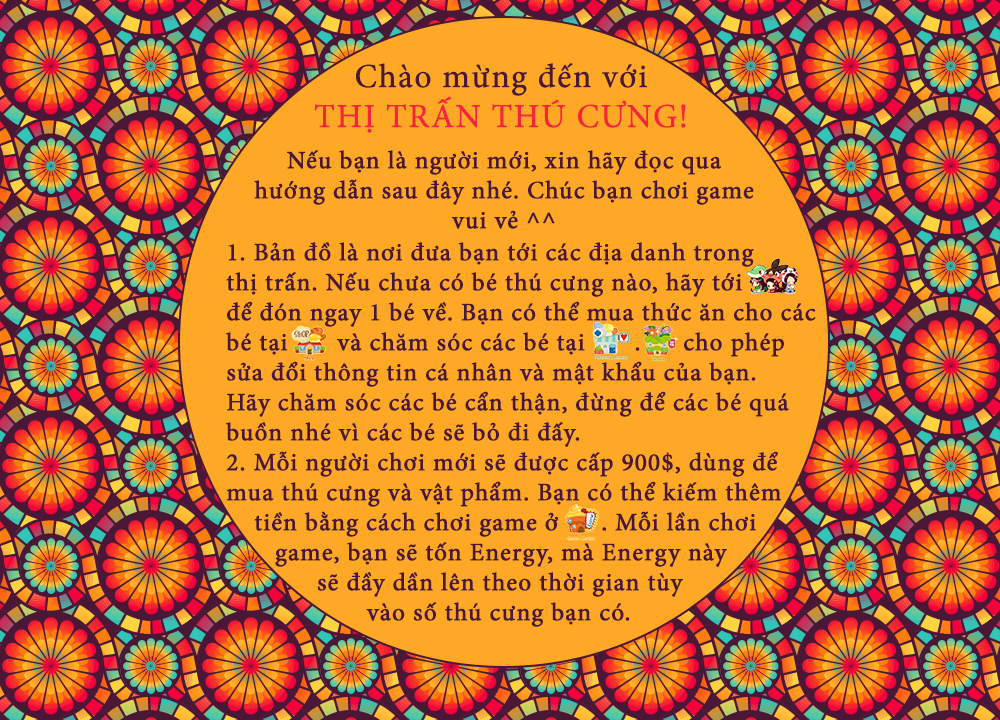 Chào mừng đến với
THỊ TRẤN THÚ CƯNG!
Nếu bạn là người mới, xin hãy đọc qua
hướng dẫn sau đây nhé. Chúc bạn chơi game
vui vẻ ^^
1. Bản đồ là nơi đưa bạn tới các địa danh trong
thị trấn. Nếu chưa có bé thú cưng nào, hãy tới
để đón ngay 1 bé về. Bạn có thể mua thức ăn cho các
bé tại SHOP và chăm sóc các bé tại . cho phép
sửa đổi thông tin cá nhân và mật khẩu của bạn.
Hãy chăm sóc các bé cẩn thận, đừng để các bé quá
buồn nhé vì các bé sẽ bỏ đi đấy.
2. Mỗi người chơi mới sẽ được cấp 900$, dùng để
mua thú cưng và vật phẩm. Bạn có thể kiếm thêm
tiền bằng cách chơi game ở . Mỗi lần chơi
game, bạn sẽ tốn Energy, mà Energy này
sẽ đầy dần lên theo thời gian tùy
vào số thú cưng bạn có.